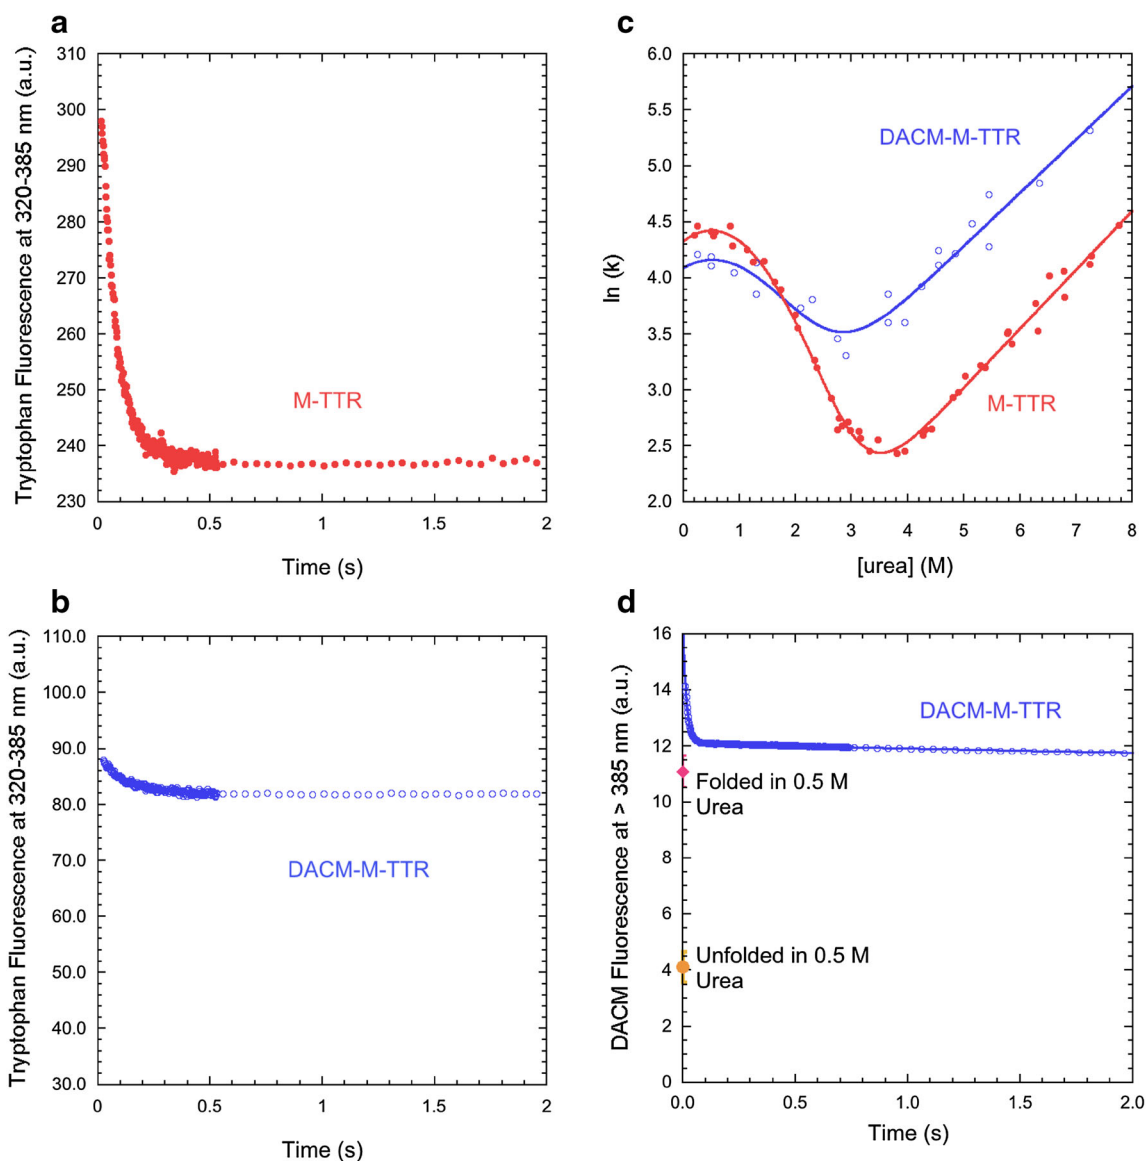 a
Tryptophan Fluorescence at 320-385 nm (a.u.)
310
300
290
280
270
260
250
240
230
M-TTR
0
0.5
1
1.5
2
Time (s)
c
ln (k)
6.0
5.5
5.0
4.5
4.0
3.5
3.0
2.5
2.0
DACM-M-TTR
M-TTR
0
1
2
3
4
5
6
7
8
[urea] (M)
b
Tryptophan Fluorescence at 320-385 nm (a.u.)
110.0
100.0
90.0
80.0
70.0
60.0
50.0
40.0
30.0
DACM-M-TTR
0
0.5
1
1.5
2
Time (s)
d
DACM Fluorescence at > 385 nm (a.u.)
16
14
12
10
8
6
4
2
0
DACM-M-TTR
Folded in 0.5 M
Urea
Unfolded in 0.5 M
Urea
0.0
0.5
1.0
1.5
2.0
Time (s)